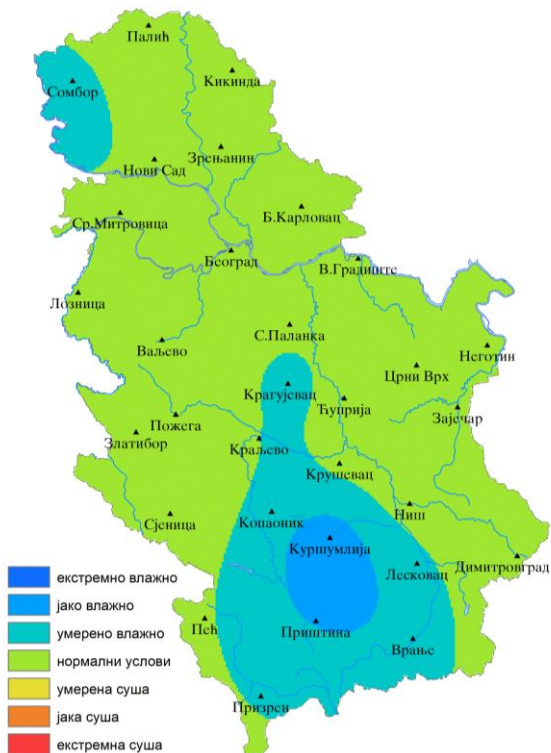 Палић
Кикинда
Сомбор
Зрењанин
Нови Сад
Б.Карловац
Ср.Митровица
Београд
В.Градиште
Лозница
С.Паланка
Ваљево
Неготин
Црни Врх
Крагујевац
Ћуприја
Зајечар
Пожега
Златибор
Краљево
Крушевац
Ниш
Сјеница
Копаоник
Куршумлија
Лесковац
Димитровград
Пећ
Приштина
Врање
Призрен
екстремно влажно
јако влажно
умерено влажно
нормални услови
умерена суша
јака суша
екстремна суша